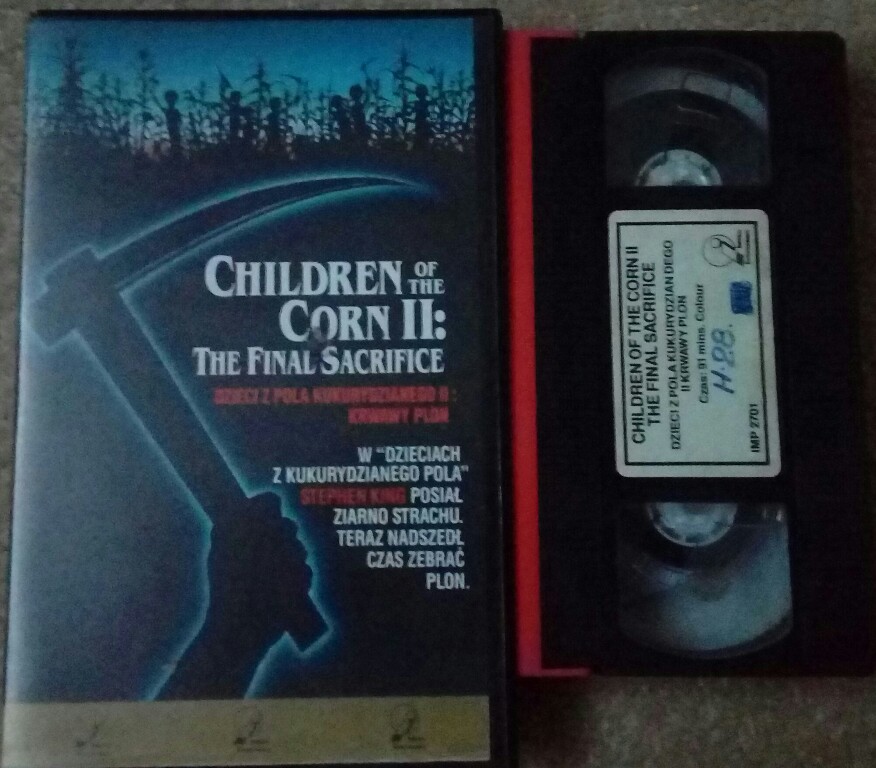 CHILDREN OF THE
CORN II:
THE FINAL SACRIFICE
DZIECI Z POLA KUKURYDZIANEGO II :
KRWAWY PLON
W "DZIECIACH
Z KUKURYDZIANEGO POLA"
STEPHEN KING POSIAŁ
ZIARNO STRACHU.
TERAZ NADSZEDŁ
CZAS ZEBRAĆ
PLON.
CHILDREN OF THE CORN II
THE FINAL SACRIFICE
DZIECI Z POLA KUKURYDZIAN DEGO
II KRWAWY PLON
Czas: 91 mins. Colour
H-28.
IMP 2701